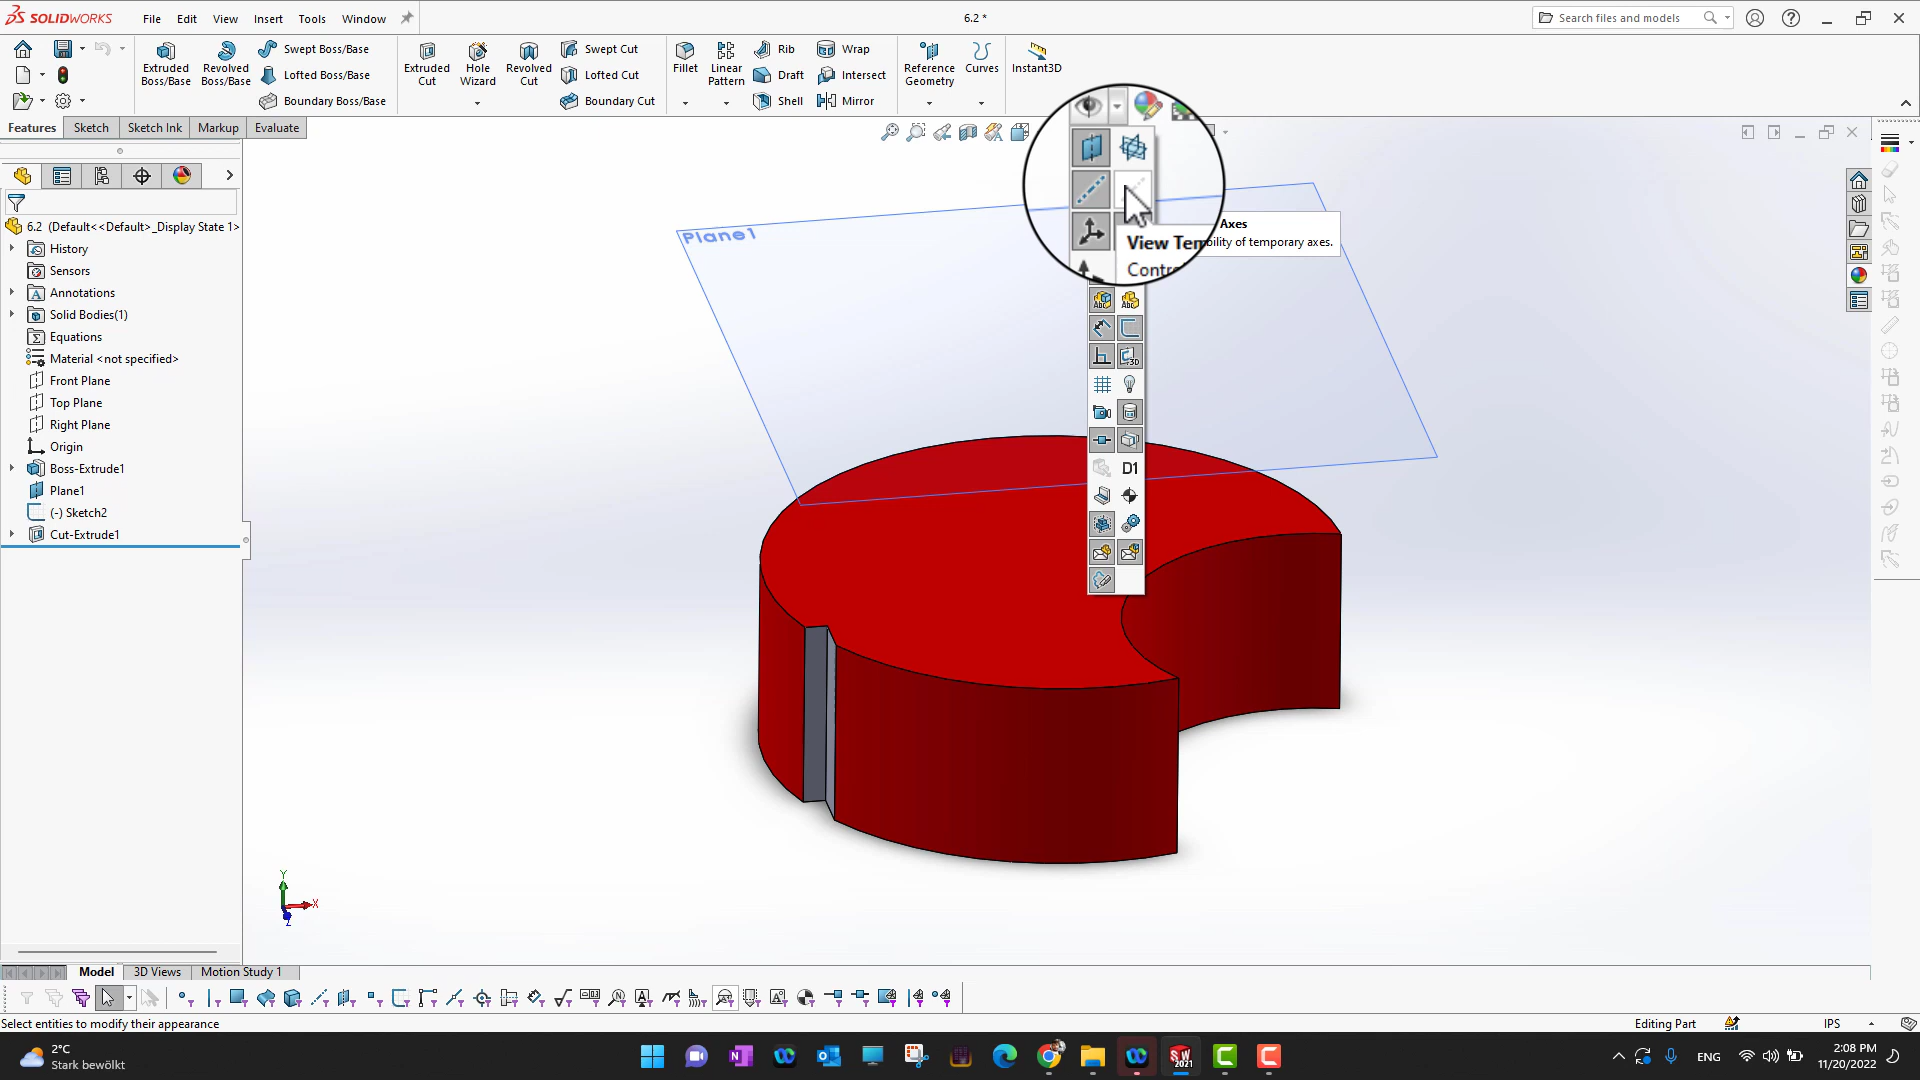 SOLIDWORKS File Edit View Insert Tools Window 6.2 * Search files and models
Extruded Boss/Base
Revolved Boss/Base
Swept Boss/Base
Lofted Boss/Base
Boundary Boss/Base
Extruded Cut
Hole Wizard
Revolved Cut
Swept Cut
Lofted Cut
Boundary Cut
Fillet
Linear Pattern
Rib
Draft
Shell
Wrap
Intersect
Mirror
Reference Geometry
Curves
Instant3D
Features Sketch Sketch Ink Markup Evaluate
6.2 (Default<<Default>_Display State 1>
History
Sensors
Annotations
Solid Bodies(1)
Equations
Material <not specified>
Front Plane
Top Plane
Right Plane
Origin
Boss-Extrude1
Plane1
(-) Sketch2
Cut-Extrude1
Plane1
Axes
View Tem
bility of temporary axes.
Contro
D1
Y
X
Z
Model 3D Views Motion Study 1
Select entities to modify their appearance
Editing Part
IPS
2°C
Stark bewölkt
SW
2021
ENG
2:08 PM
11/20/2022